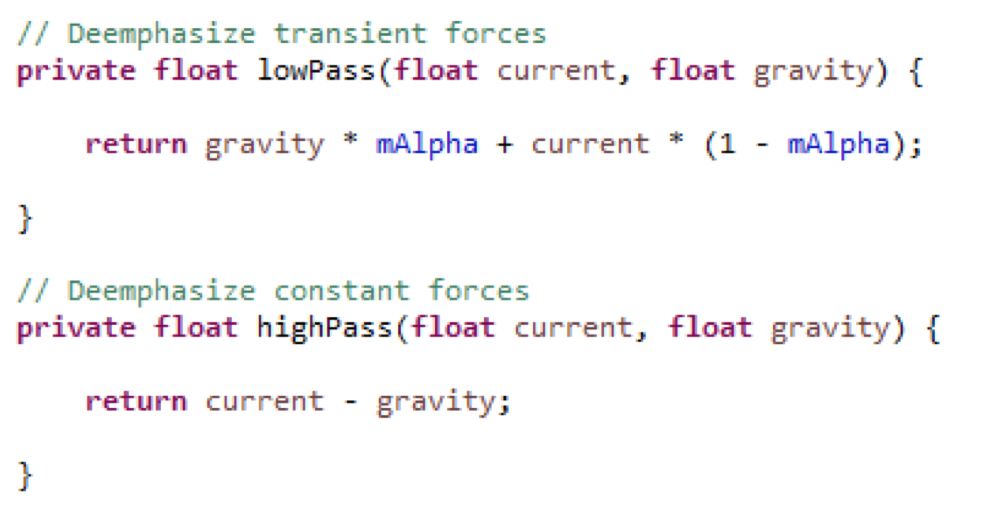 // Deemphasize transient forces
private float lowPass(float current, float gravity) {
return gravity * mAlpha + current * (1 - mAlpha);
}
// Deemphasize constant forces
private float highPass(float current, float gravity) {
return current - gravity;
}